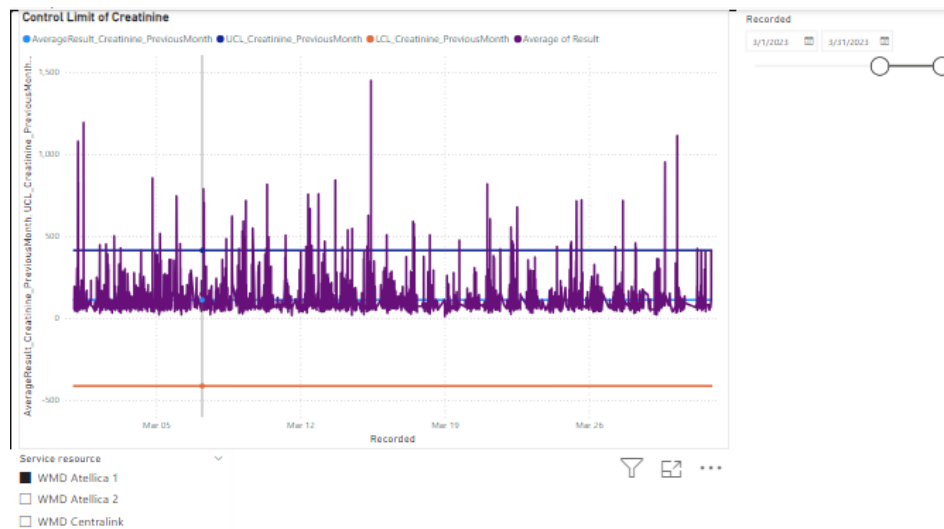 Control Limit of Creatinine
AverageResult_Creatinine_PreviousMonth UCL_Creatinine_PreviousMonth LCL_Creatinine_PreviousMonth Average of Result
AverageResult_Creatinine_PreviousMonth, UCL_Creatinine_PreviousMonth...
1,500
1,000
500
0
-500
Mar 05 Mar 12 Mar 19 Mar 26
Recorded
Recorded
3/1/2023 3/31/2023
Service resource
WMD Atellica 1
WMD Atellica 2
WMD Centralink